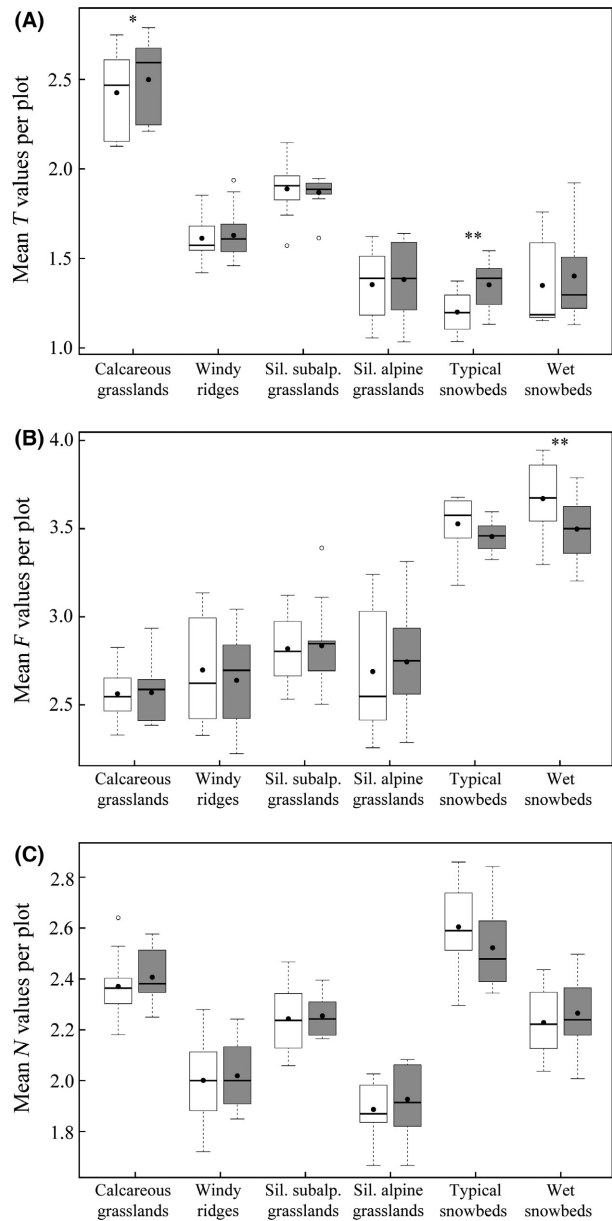 (A)
*
**
Mean T values per plot
2.5
2.0
1.5
1.0
Calcareous grasslands
Windy ridges
Sil. subalp. grasslands
Sil. alpine grasslands
Typical snowbeds
Wet snowbeds
(B)
**
Mean F values per plot
4.0
3.5
3.0
2.5
Calcareous grasslands
Windy ridges
Sil. subalp. grasslands
Sil. alpine grasslands
Typical snowbeds
Wet snowbeds
(C)
Mean N values per plot
2.8
2.6
2.4
2.2
2.0
1.8
Calcareous grasslands
Windy ridges
Sil. subalp. grasslands
Sil. alpine grasslands
Typical snowbeds
Wet snowbeds